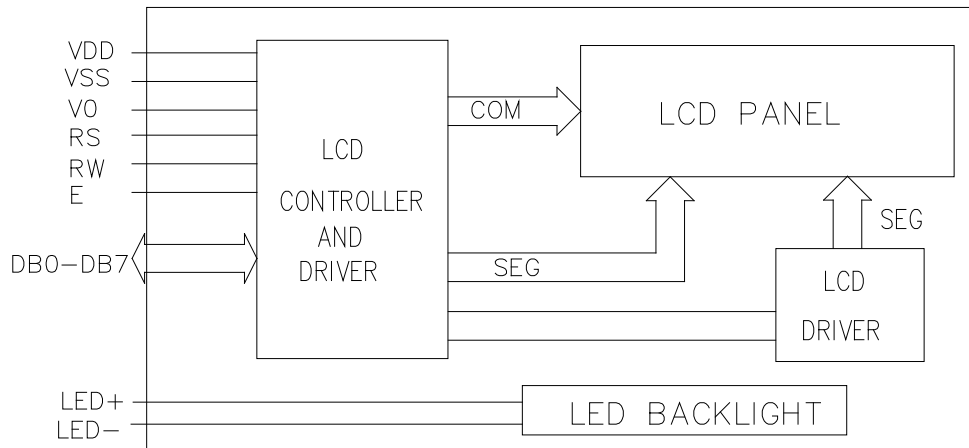 VDD
VSS
V0
RS
RW
E
DB0-DB7
LED+
LED-
LCD
CONTROLLER
AND
DRIVER
COM
SEG
LCD PANEL
SEG
LCD
DRIVER
LED BACKLIGHT